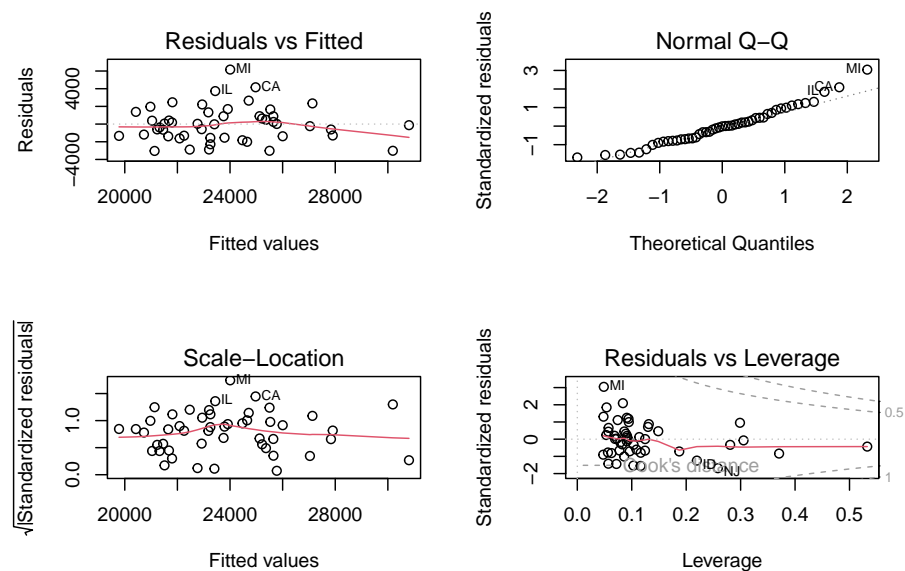 Residuals vs Fitted
Residuals
4000
-4000
MI
IL
CA
20000 24000 28000
Fitted values
Normal Q-Q
Standardized residuals
3
1
-1
MI
CA
IL
-2 -1 0 1 2
Theoretical Quantiles
Scale-Location
√|Standardized residuals|
1.0
0.0
MI
IL
CA
20000 24000 28000
Fitted values
Residuals vs Leverage
Standardized residuals
2
0
-2
MI
0.5
ID
Cook's distance
NJ
1
0.0 0.1 0.2 0.3 0.4 0.5
Leverage